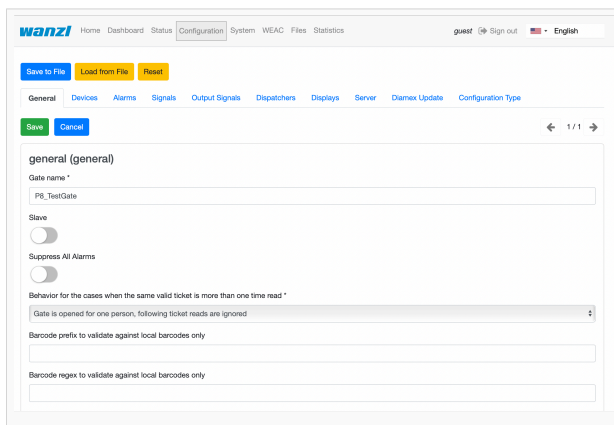 wanzl Home Dashboard Status Configuration System WEAC Files Statistics guest Sign out English
Save to File Load from File Reset
General Devices Alarms Signals Output Signals Dispatchers Displays Server Diamex Update Configuration Type
Save Cancel 1 / 1
general (general)
Gate name *
P8_TestGate
Slave
Suppress All Alarms
Behavior for the cases when the same valid ticket is more than one time read *
Gate is opened for one person, following ticket reads are ignored
Barcode prefix to validate against local barcodes only
Barcode regex to validate against local barcodes only